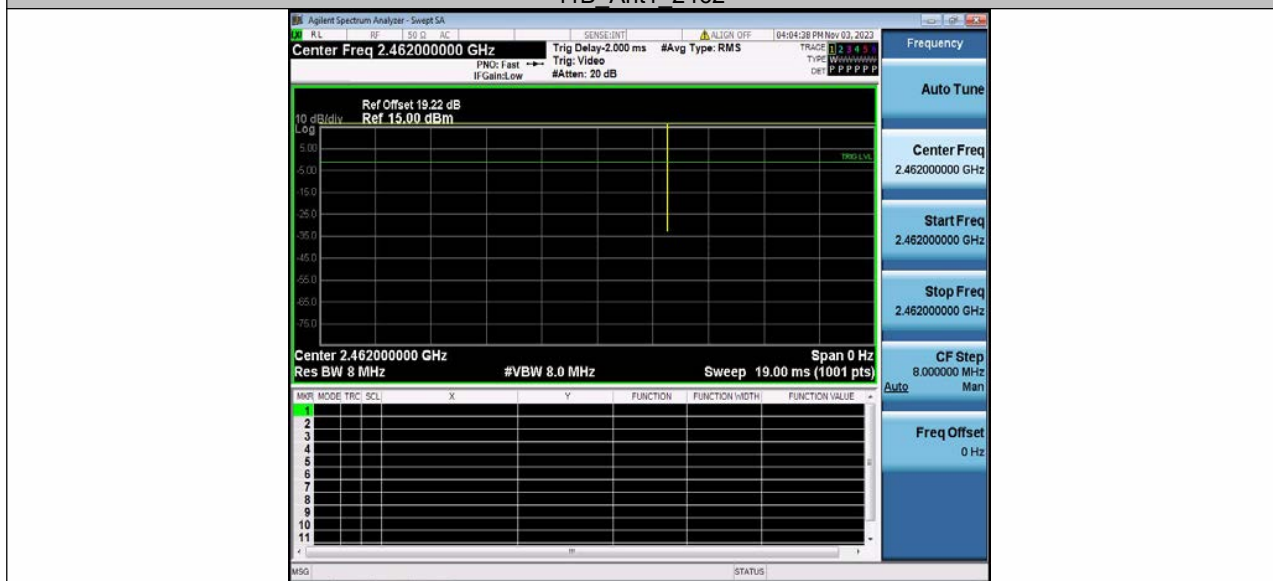 11B_Ant1_2462
Agilent Spectrum Analyzer - Swept SA
RL RF 50 Ω AC SENSE:INT ALIGN OFF 04:04:38 PM Nov 03, 2023
Center Freq 2.462000000 GHz
PNO: Fast
IFGain:Low
Trig Delay-2.000 ms
Trig: Video
#Atten: 20 dB
#Avg Type: RMS
TRACE 1 2 3 4 5 6
TYPE WWWWWW
DET P P P P P P
Frequency
Auto Tune
Center Freq
2.462000000 GHz
Start Freq
2.462000000 GHz
Stop Freq
2.462000000 GHz
CF Step
8.000000 MHz
Auto Man
Freq Offset
0 Hz
Ref Offset 19.22 dB
10 dB/div Ref 15.00 dBm
Log
5.00
TRIG LVL
-5.00
-15.0
-25.0
-35.0
-45.0
-55.0
-65.0
-75.0
Center 2.462000000 GHz Span 0 Hz
Res BW 8 MHz #VBW 8.0 MHz Sweep 19.00 ms (1001 pts)
MKR MODE TRC SCL X Y FUNCTION FUNCTION WIDTH FUNCTION VALUE
1
2
3
4
5
6
7
8
9
10
11
MSG STATUS